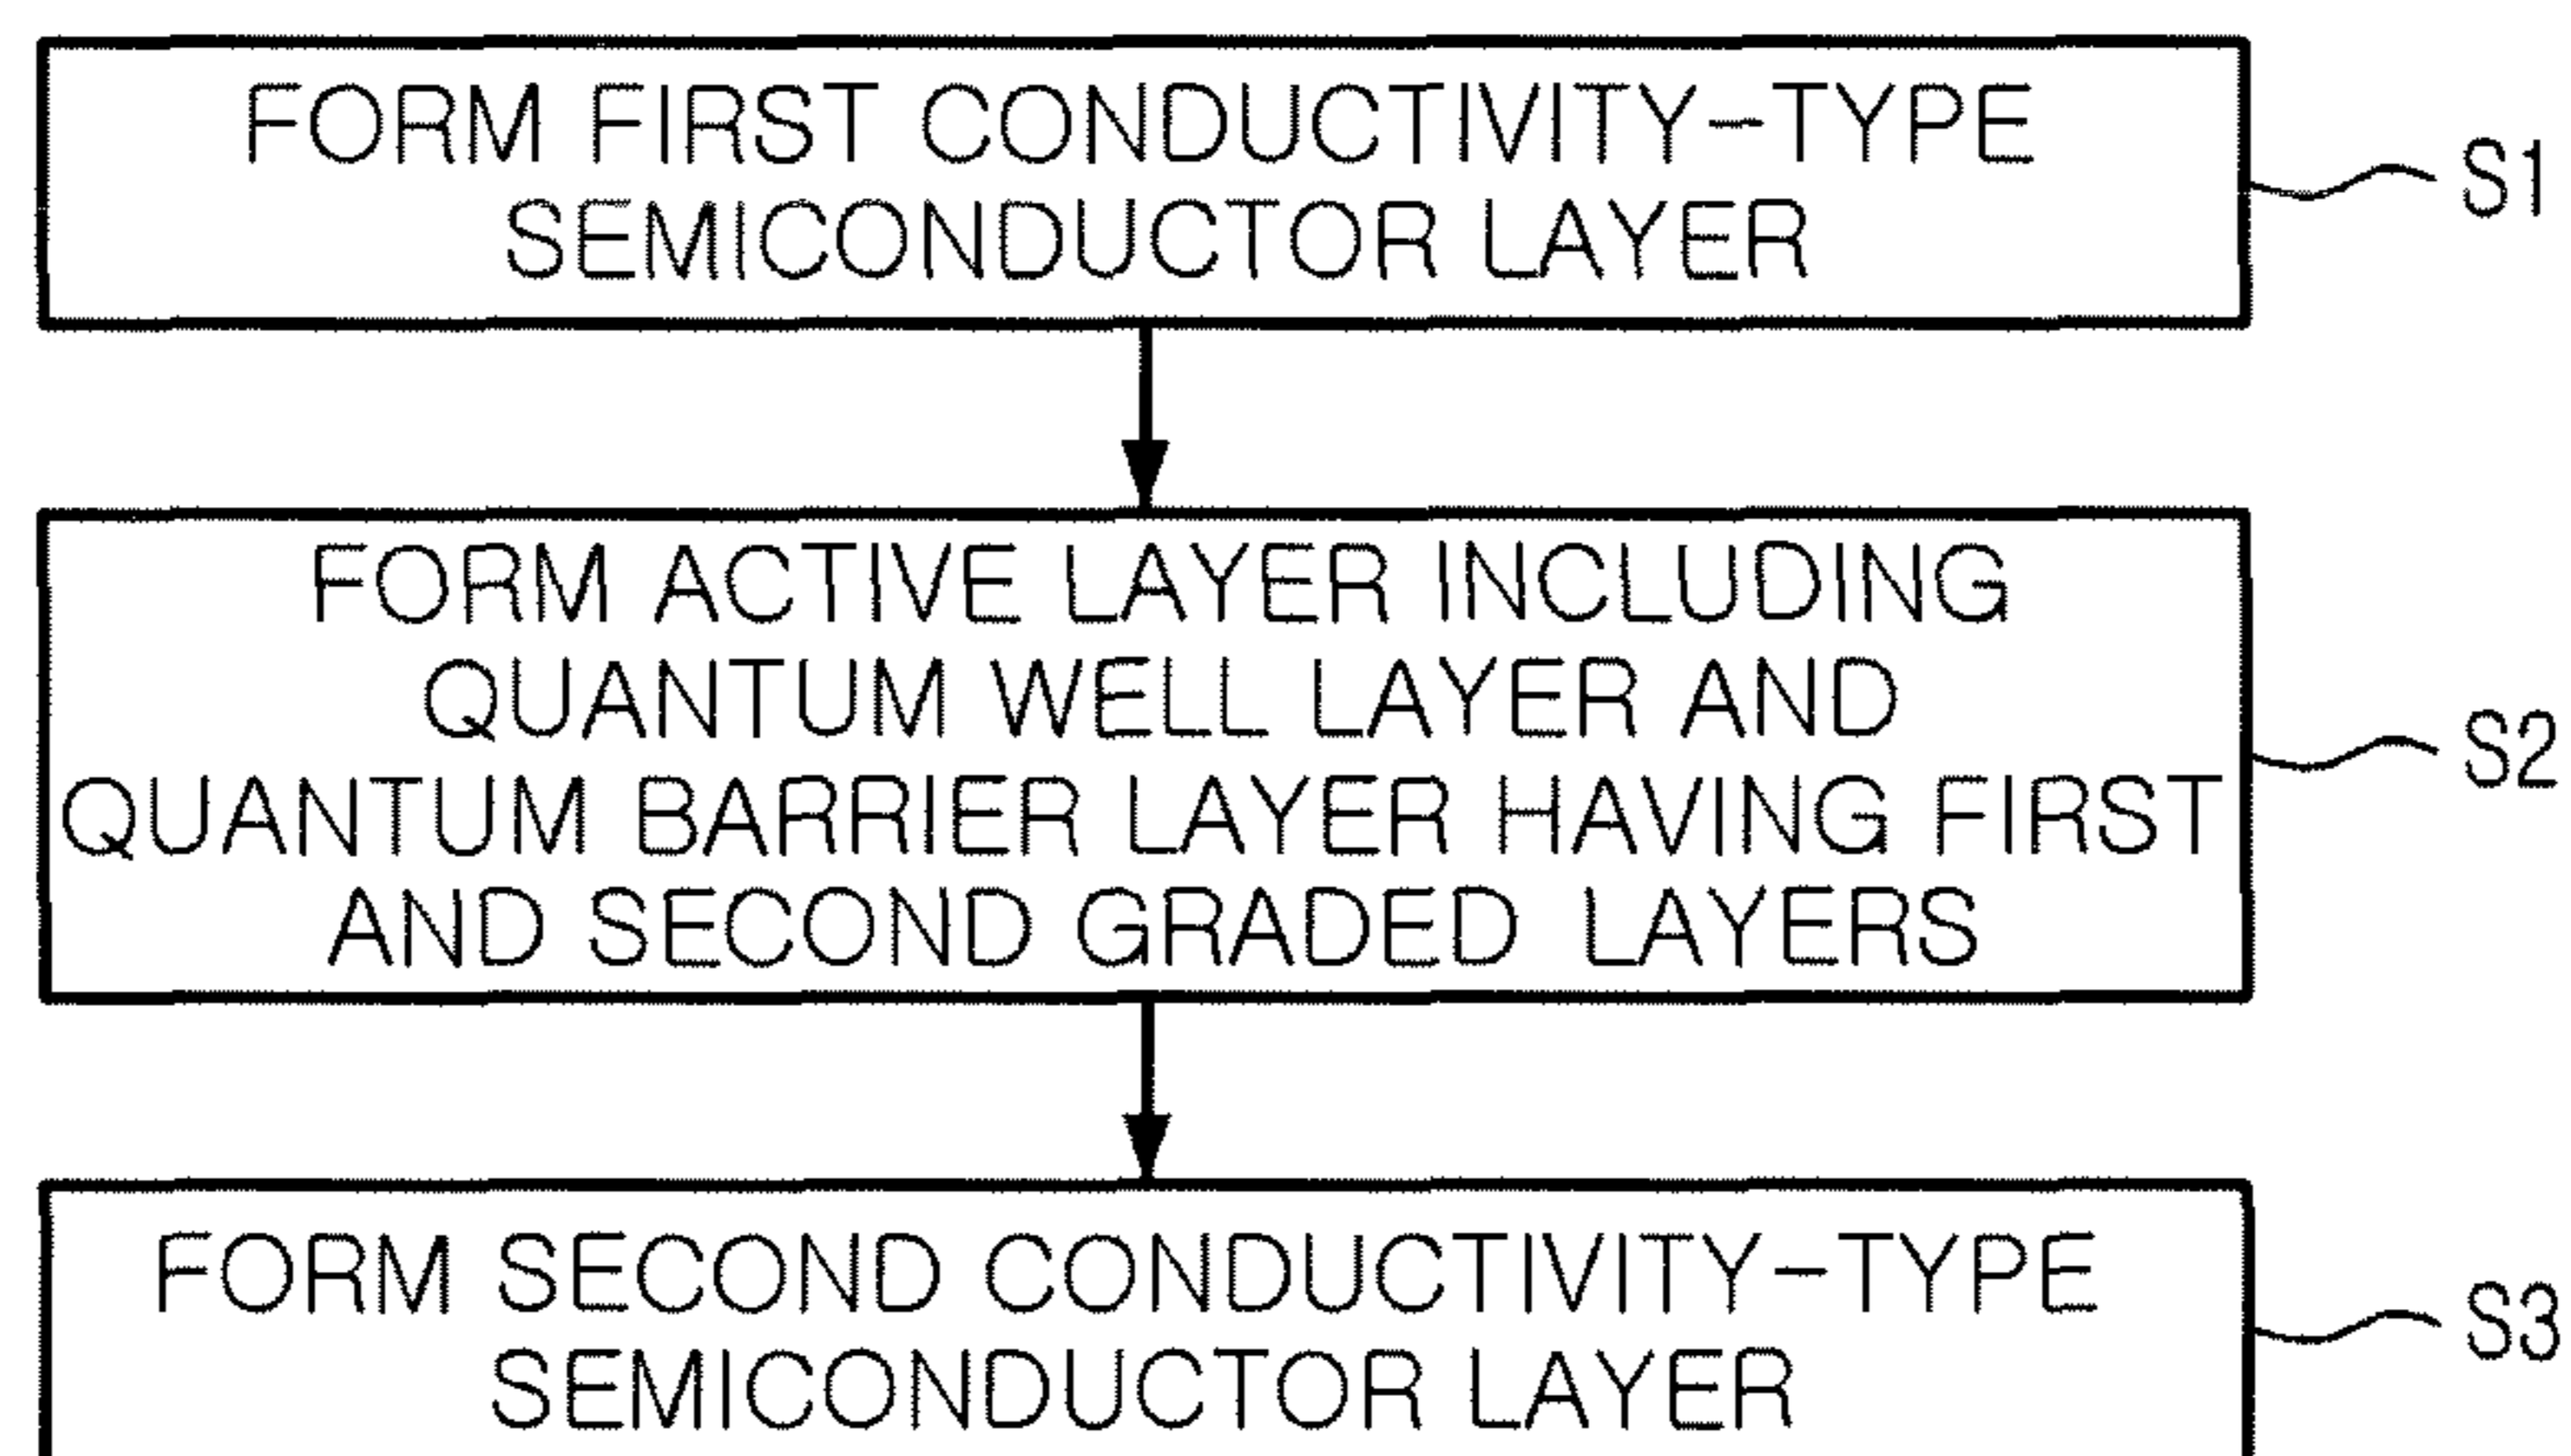 FORM FIRST CONDUCTIVITY-TYPE
SEMICONDUCTOR LAYER
S1
FORM ACTIVE LAYER INCLUDING
QUANTUM WELL LAYER AND
QUANTUM BARRIER LAYER HAVING FIRST
AND SECOND GRADED LAYERS
S2
FORM SECOND CONDUCTIVITY-TYPE
SEMICONDUCTOR LAYER
S3